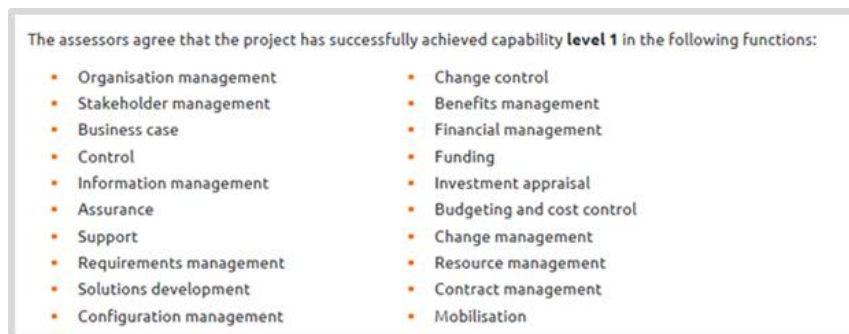 The assessors agree that the project has successfully achieved capability level 1 in the following functions:
▪ Organisation management
▪ Stakeholder management
▪ Business case
▪ Control
▪ Information management
▪ Assurance
▪ Support
▪ Requirements management
▪ Solutions development
▪ Configuration management
▪ Change control
▪ Benefits management
▪ Financial management
▪ Funding
▪ Investment appraisal
▪ Budgeting and cost control
▪ Change management
▪ Resource management
▪ Contract management
▪ Mobilisation